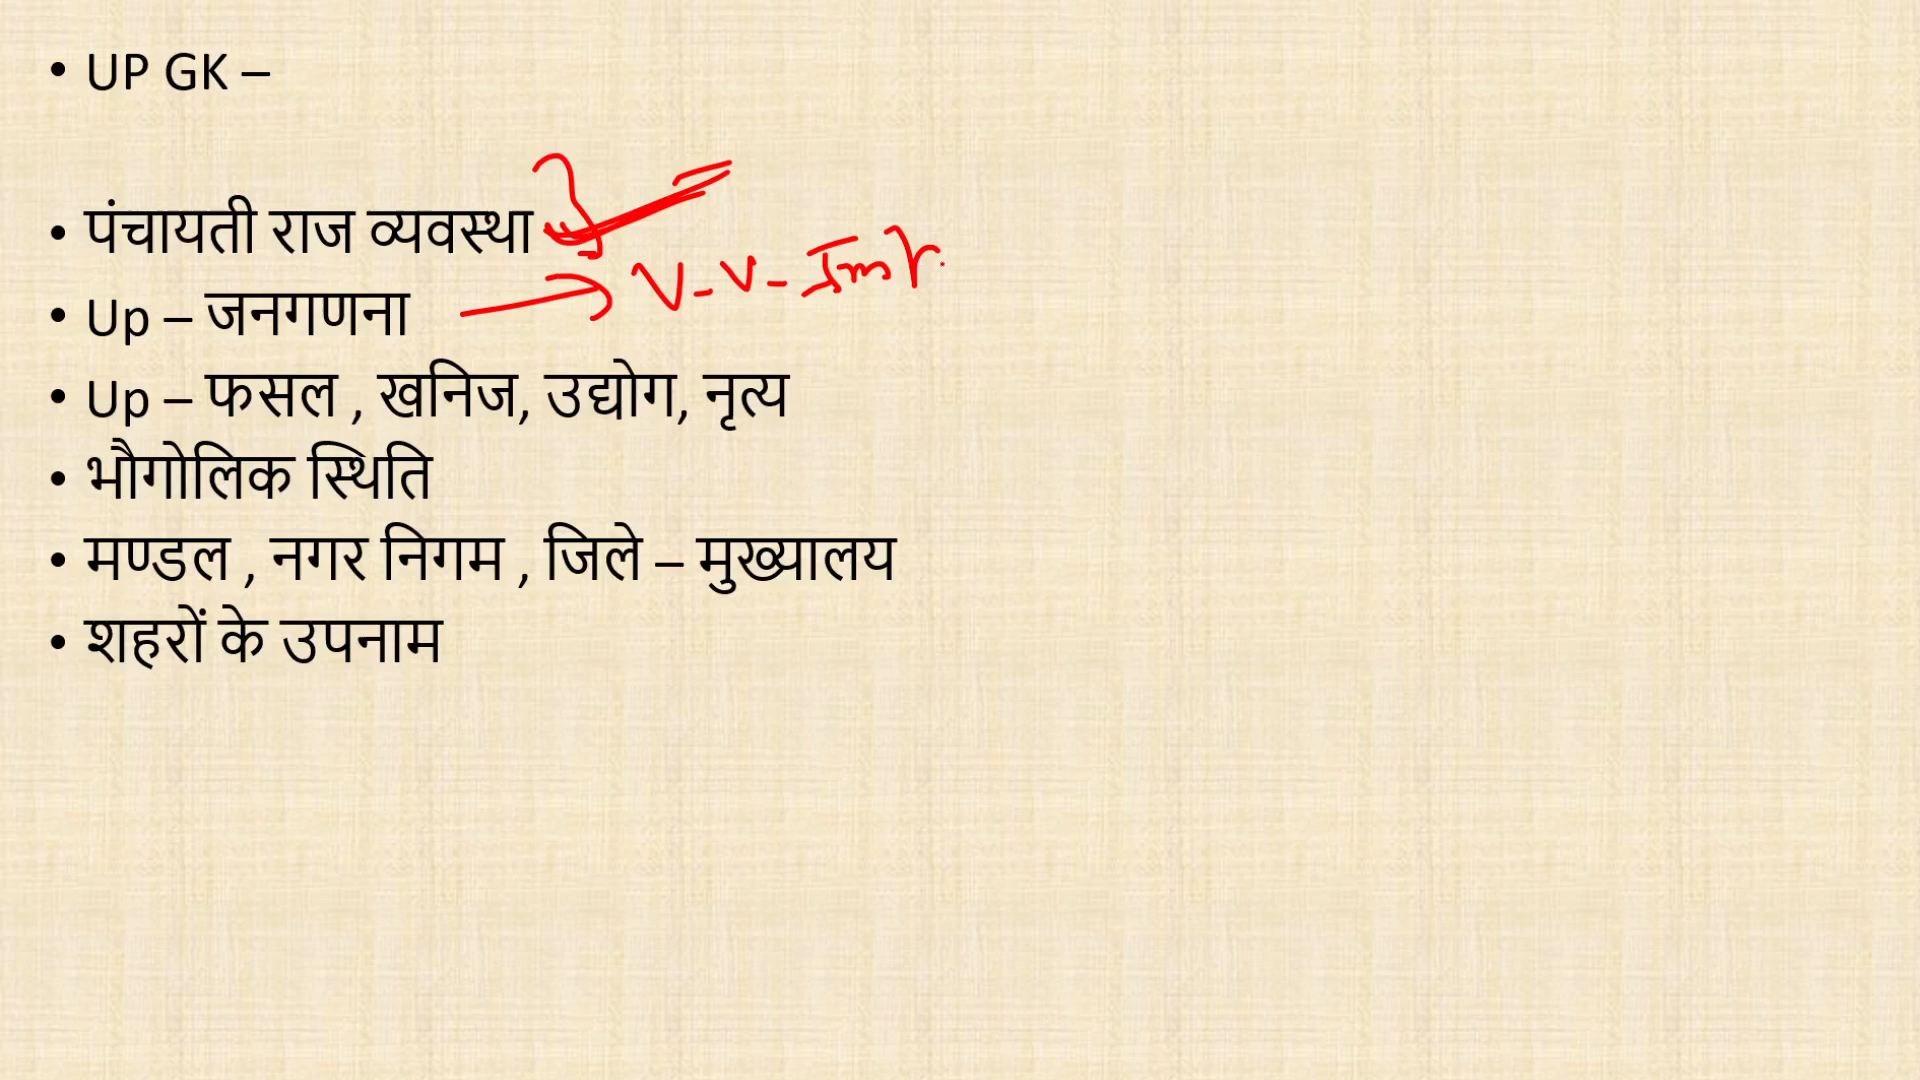 • UP GK –
• पंचायती राज व्यवस्था
• Up – जनगणना
V-V-Imp.
• Up – फसल , खनिज, उद्योग, नृत्य
• भौगोलिक स्थिति
• मण्डल , नगर निगम , जिले – मुख्यालय
• शहरों के उपनाम